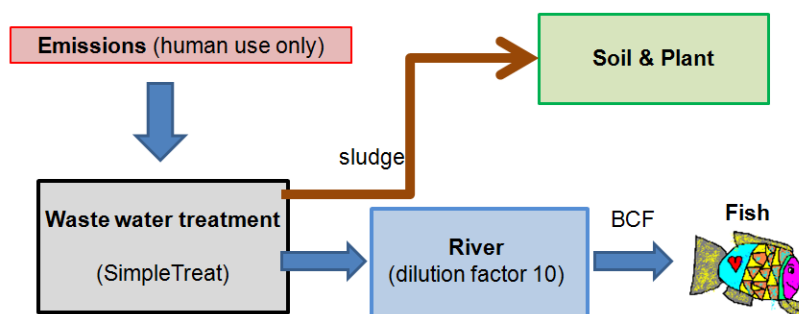 Emissions (human use only)
Soil & Plant
sludge
Waste water treatment
(SimpleTreat)
River
(dilution factor 10)
BCF
Fish